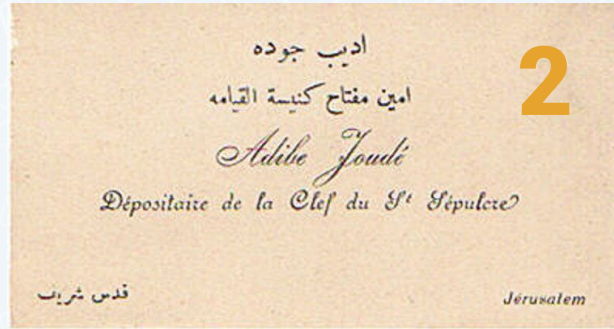 اديب جوده
امين مفتاح كنيسة القيامه
2
Adibe Joudé
Dépositaire de la Clef du St Sépulcre
قدس شريف
Jérusalem